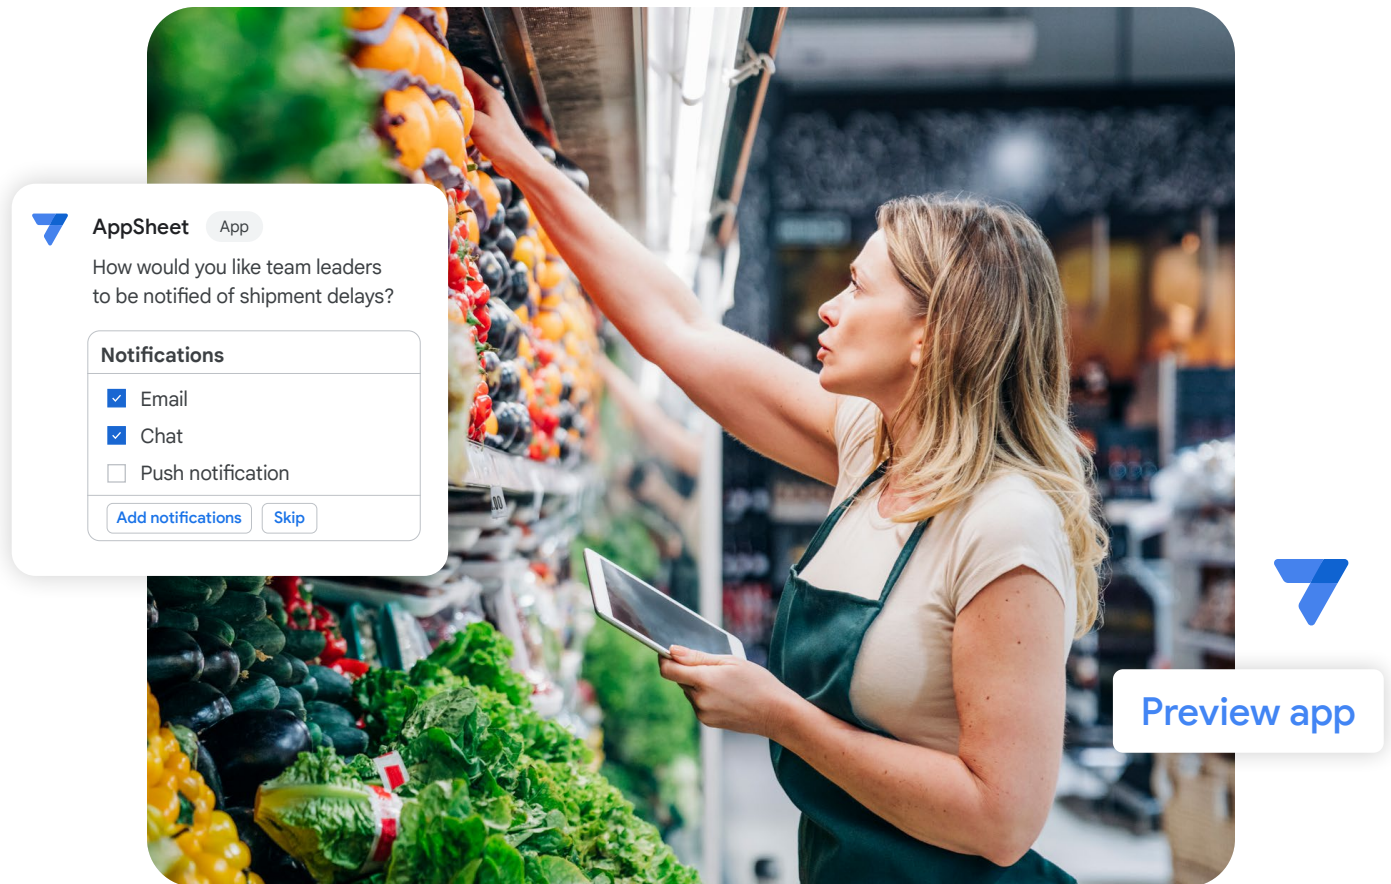 AppSheet App
How would you like team leaders
to be notified of shipment delays?
Notifications
Email
Chat
Push notification
Add notifications Skip
Preview app